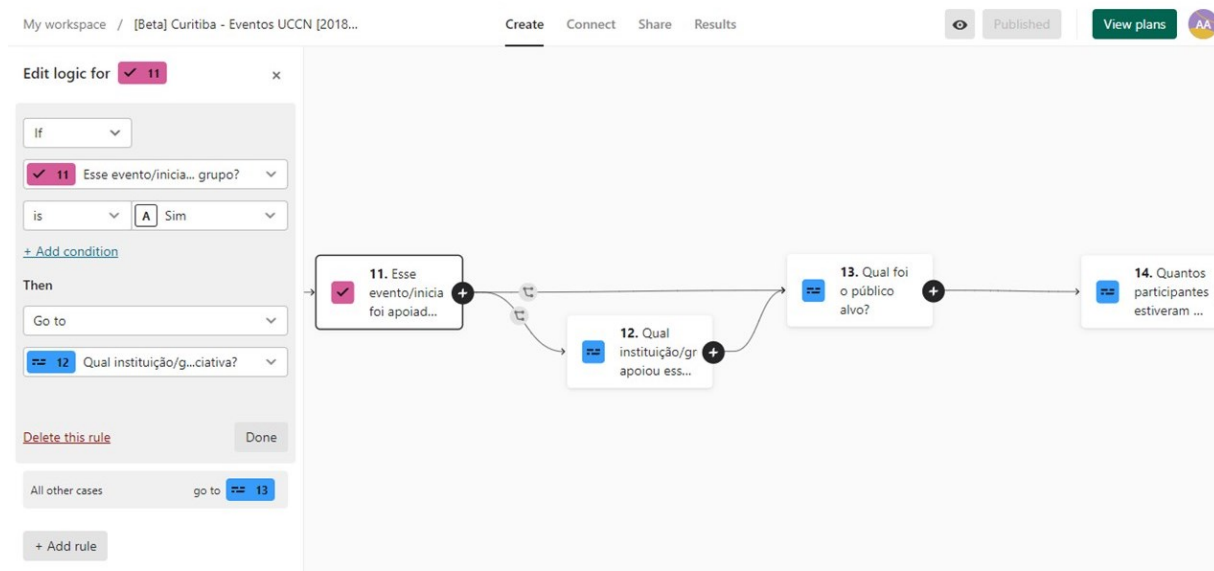 My workspace / [Beta] Curitiba - Eventos UCCN [2018...
Create Connect Share Results
Published
View plans
AA
Edit logic for 11
If
11 Esse evento/inicia... grupo?
is A Sim
+ Add condition
Then
Go to
12 Qual instituição/g...ciativa?
Delete this rule
Done
All other cases go to 13
+ Add rule
11. Esse
evento/inicia
foi apoiad...
12. Qual
instituição/gr
apoiou ess...
13. Qual foi
o público
alvo?
14. Quantos
participantes
estiveram ...